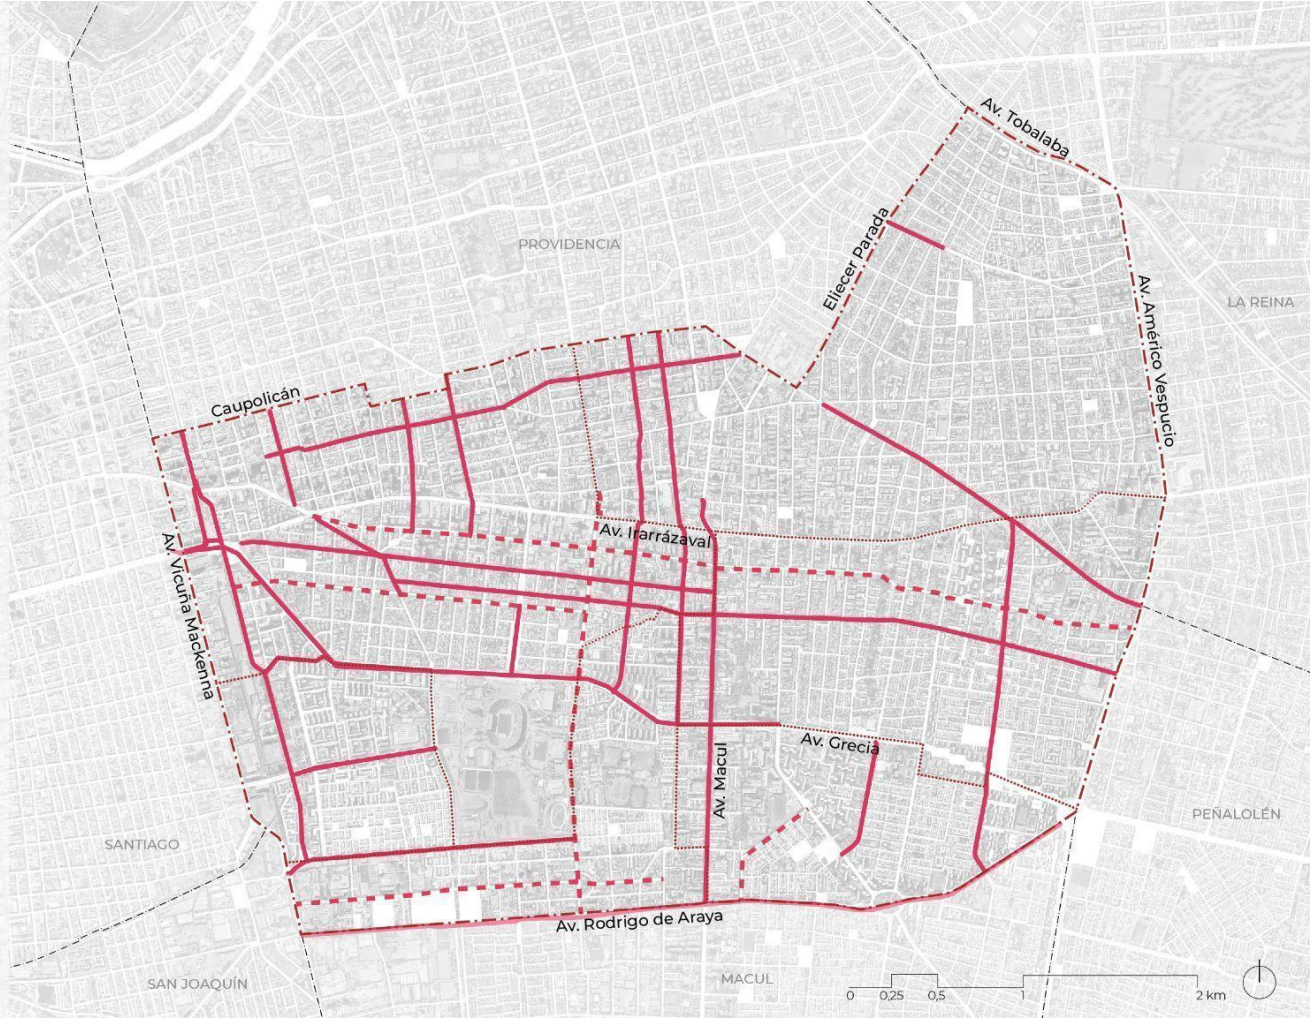 Av. Tobalaba
PROVIDENCIA
Eliecer Parada
LA REINA
Av. Américo Vespucio
Caupolicán
Av. Irarrázaval
Av. Vicuña Mackenna
Av. Grecia
Av. Macul
PEÑALOLÉN
SANTIAGO
Av. Rodrigo de Araya
SAN JOAQUÍN
MACUL
0 0,25 0,5 1 2 km